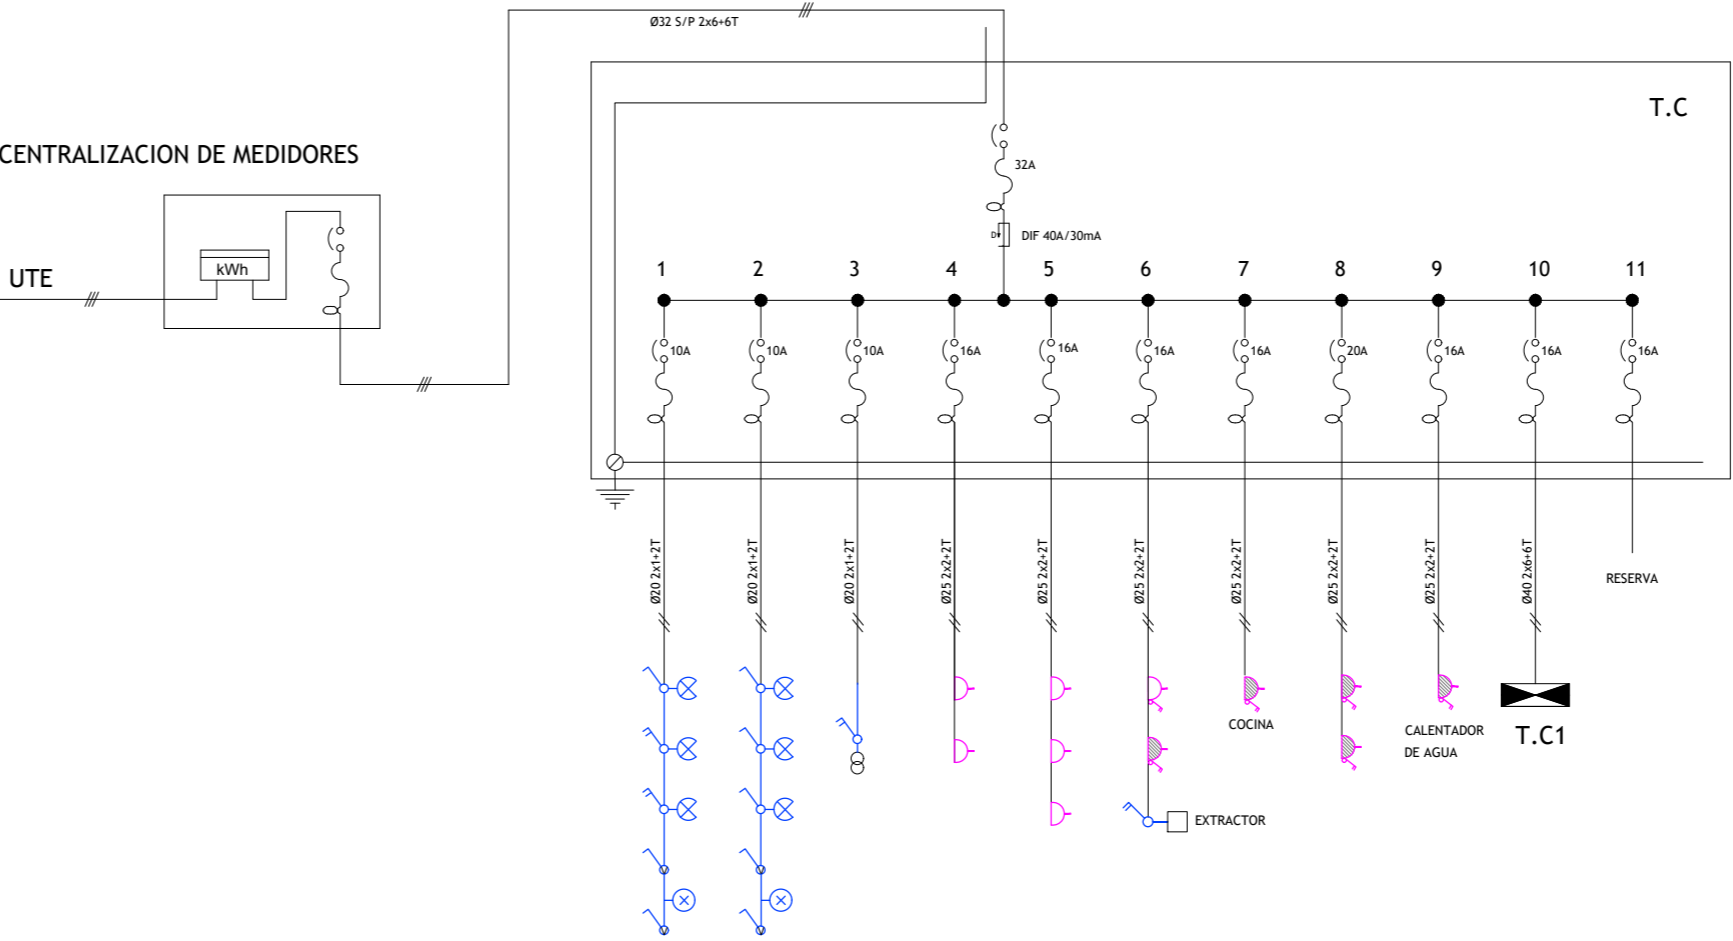 Ø32 S/P 2x6+6T
T.C
CENTRALIZACION DE MEDIDORES
32A
DIF 40A/30mA
D
kWh
UTE
1 2 3 4 5 6 7 8 9 10 11
10A 10A 10A 16A 16A 16A 16A 20A 16A 16A 16A
Ø20 2x1+2T
Ø20 2x1+2T
Ø20 2x1+2T
Ø25 2x2+2T
Ø25 2x2+2T
Ø25 2x2+2T
Ø25 2x2+2T
Ø25 2x2+2T
Ø25 2x2+2T
Ø40 2x6+6T
RESERVA
COCINA
CALENTADOR
DE AGUA
T.C1
EXTRACTOR